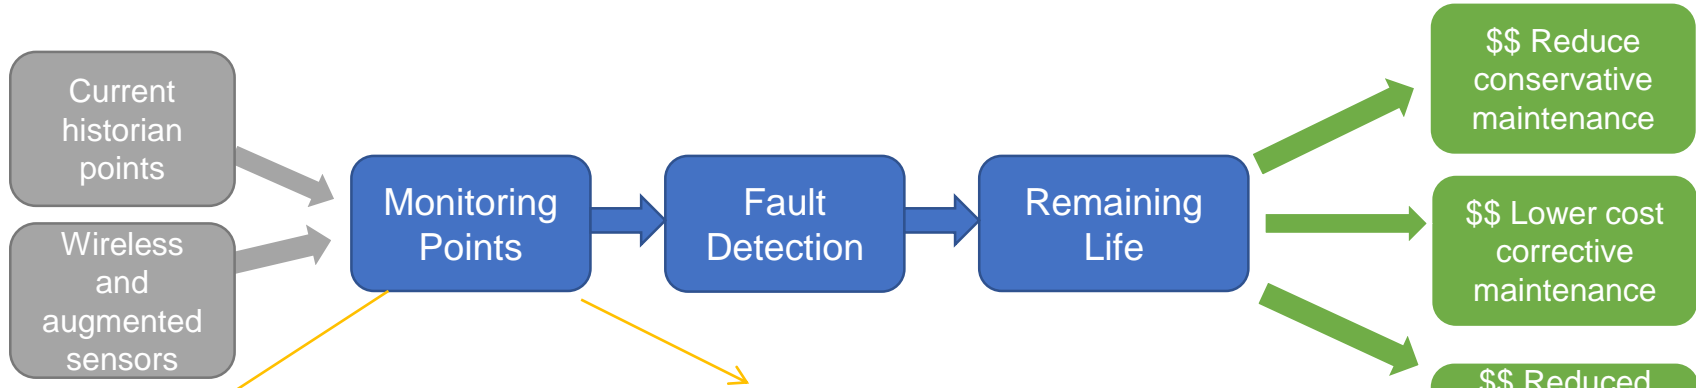 Current
historian
points
Wireless
and
augmented
sensors
Monitoring
Points
Fault
Detection
Remaining
Life
$$ Reduce
conservative
maintenance
$$ Lower cost
corrective
maintenance
$$ Reduced